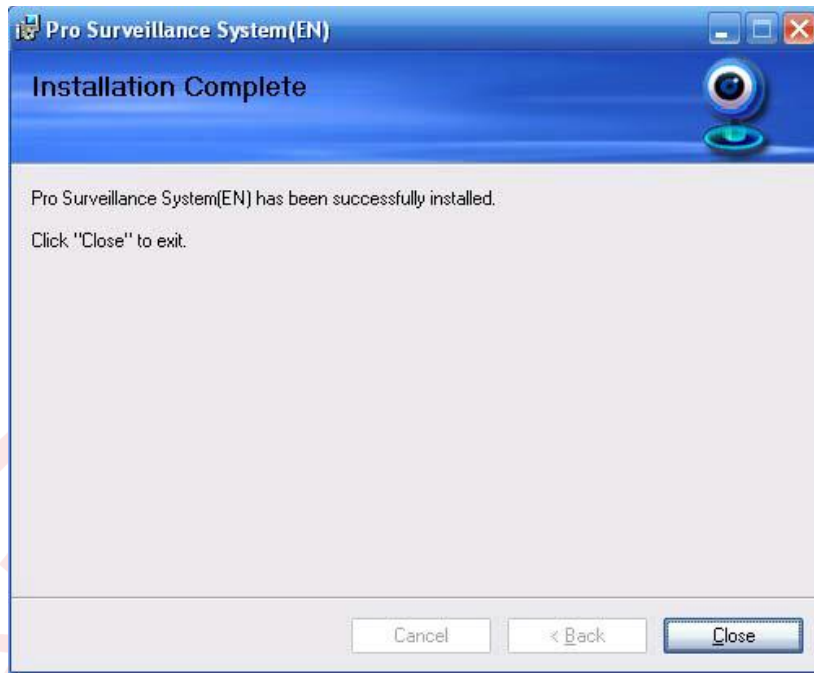 Pro Surveillance System(EN)
Installation Complete
Pro Surveillance System(EN) has been successfully installed.
Click "Close" to exit.
Cancel
< Back
Close